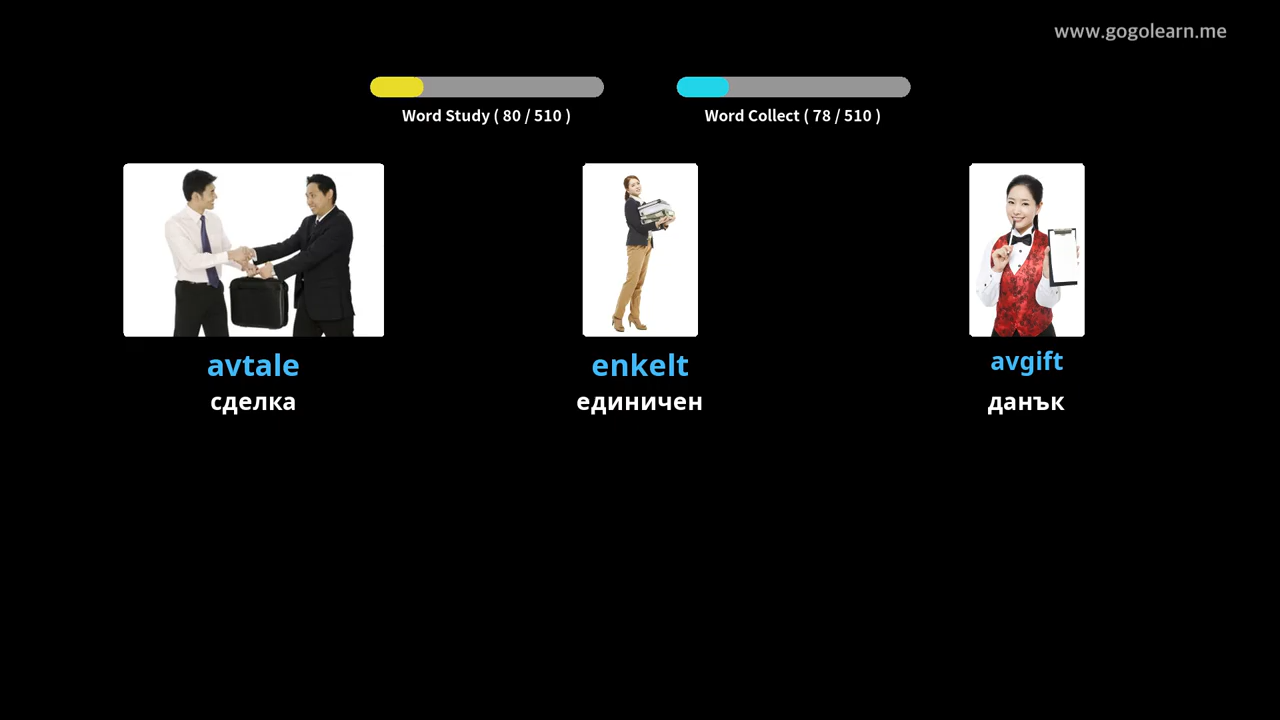 www.gogolearn.me
Word Study ( 80 / 510 )
Word Collect ( 78 / 510 )
avtale
сделка
enkelt
единичен
avgift
данък